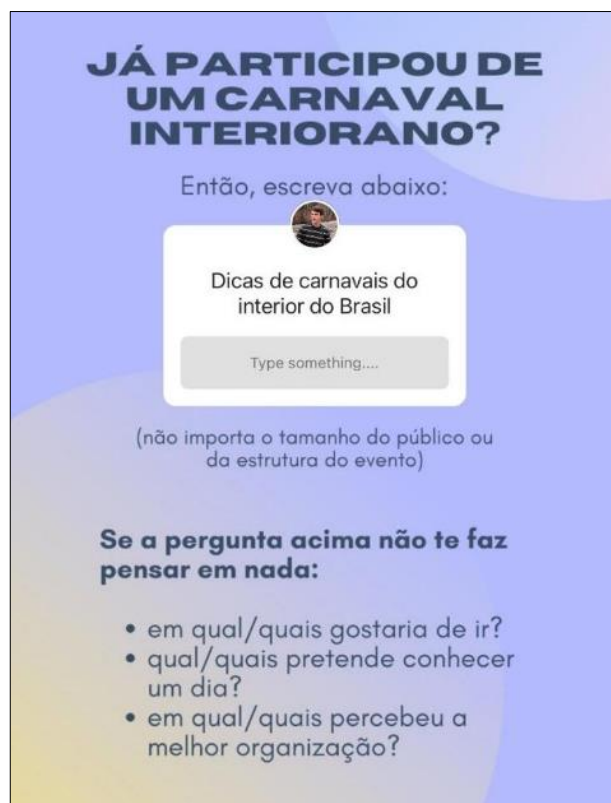 JÁ PARTICIPOU DE
UM CARNAVAL
INTERIORANO?
Então, escreva abaixo:
Dicas de carnavais do
interior do Brasil
Type something....
(não importa o tamanho do público ou
da estrutura do evento)
Se a pergunta acima não te faz
pensar em nada:
• em qual/quais gostaria de ir?
• qual/quais pretende conhecer
um dia?
• em qual/quais percebeu a
melhor organização?